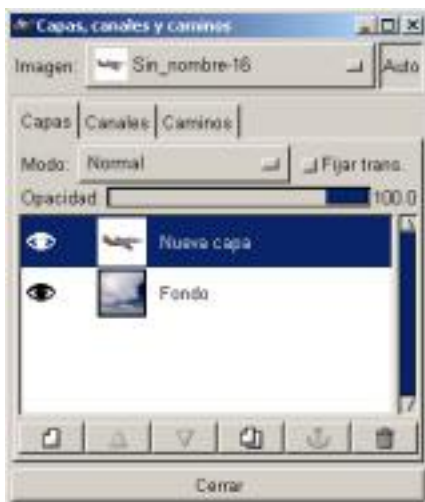 Capas, canales y caminos
Imagen: Sin_nombre-16 Auto
Capas Canales Caminos
Modo: Normal Fijar trans.
Opacidad: 100.0
Nueva capa
Fondo
Cerrar